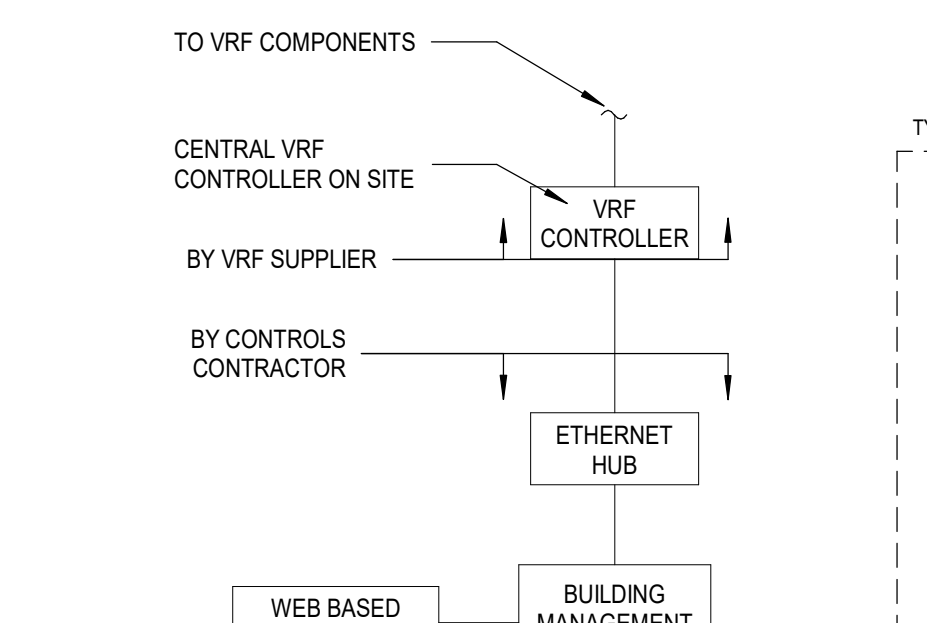 TO VRF COMPONENTS
CENTRAL VRF
CONTROLLER ON SITE
VRF
CONTROLLER
BY VRF SUPPLIER
BY CONTROLS
CONTRACTOR
ETHERNET
HUB
BUILDING
MANAGEMENT
WEB BASED